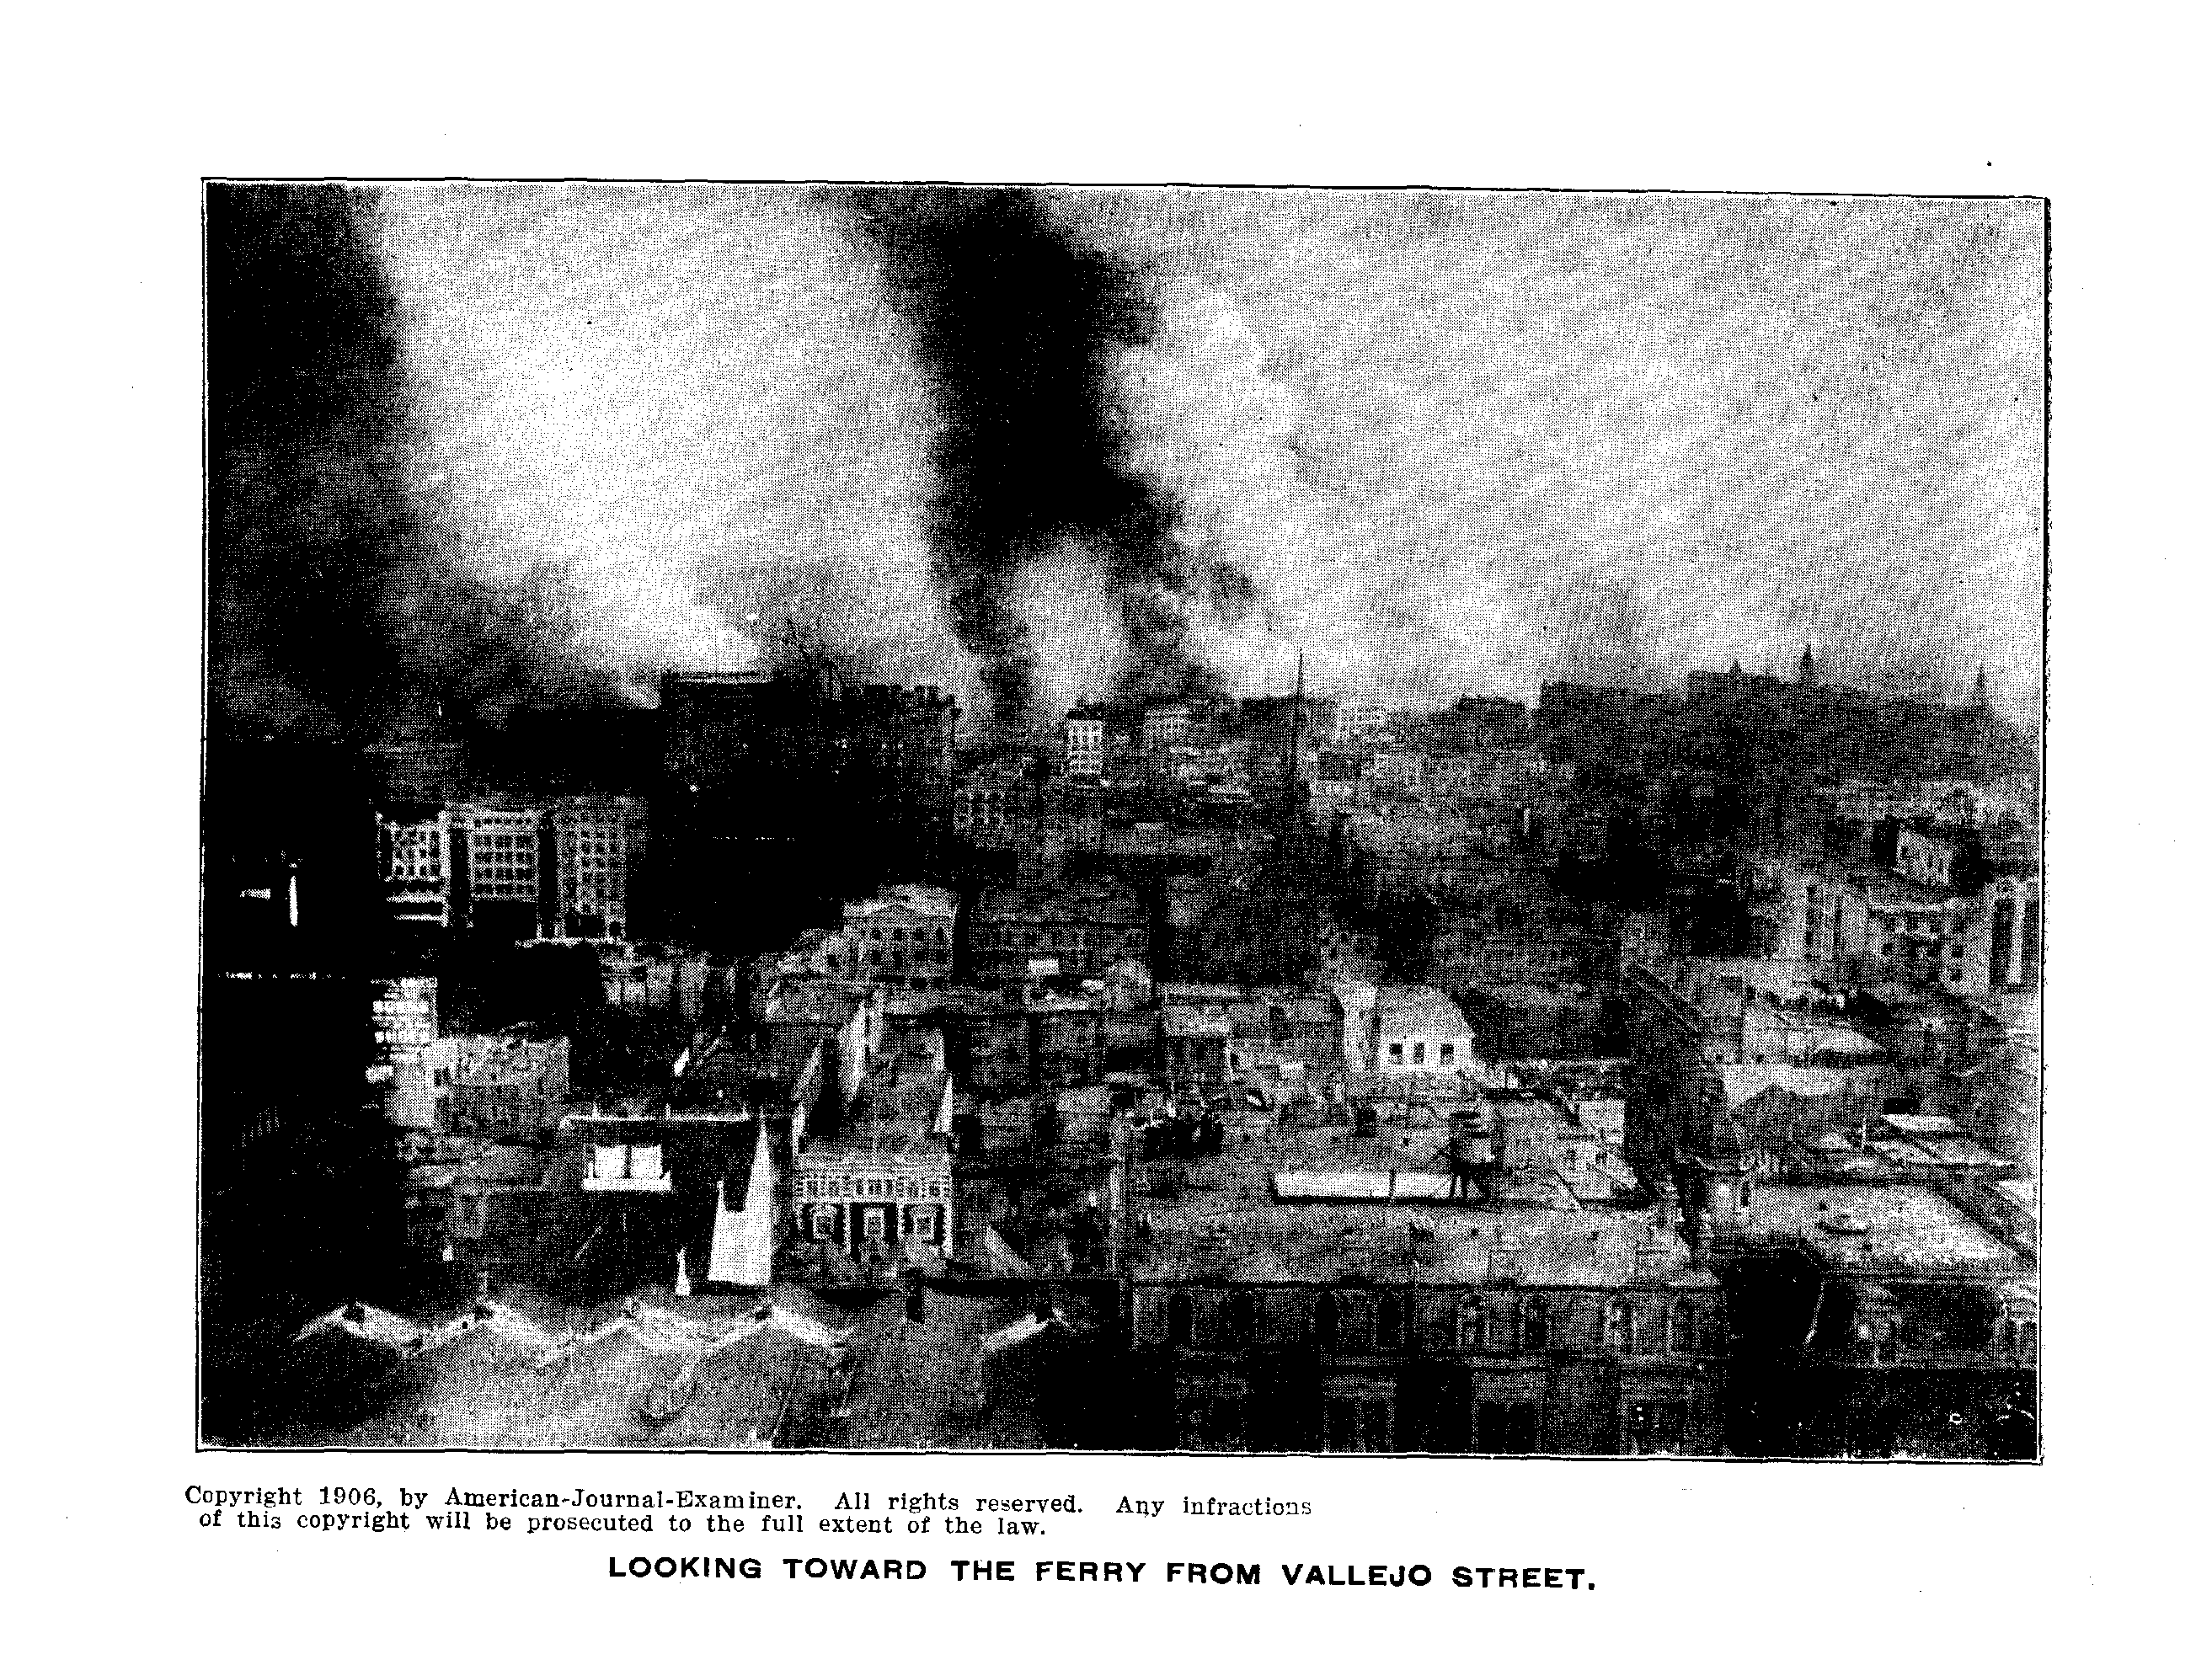 Copyright 1906, by American-Journal-Examiner. All rights reserved. Any infractions
of this copyright will be prosecuted to the full extent of the law.
LOOKING TOWARD THE FERRY FROM VALLEJO STREET.